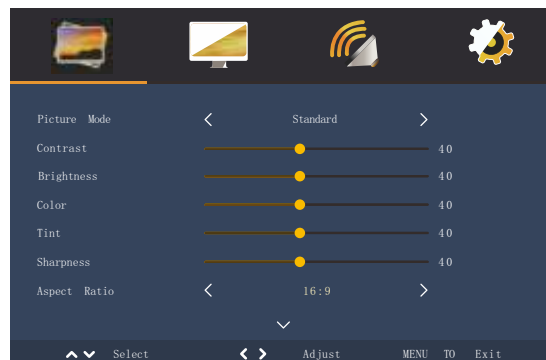 Picture Mode Standard
Contrast 40
Brightness 40
Color 40
Tint 40
Sharpness 40
Aspect Ratio 16:9
Select Adjust MENU TO Exit